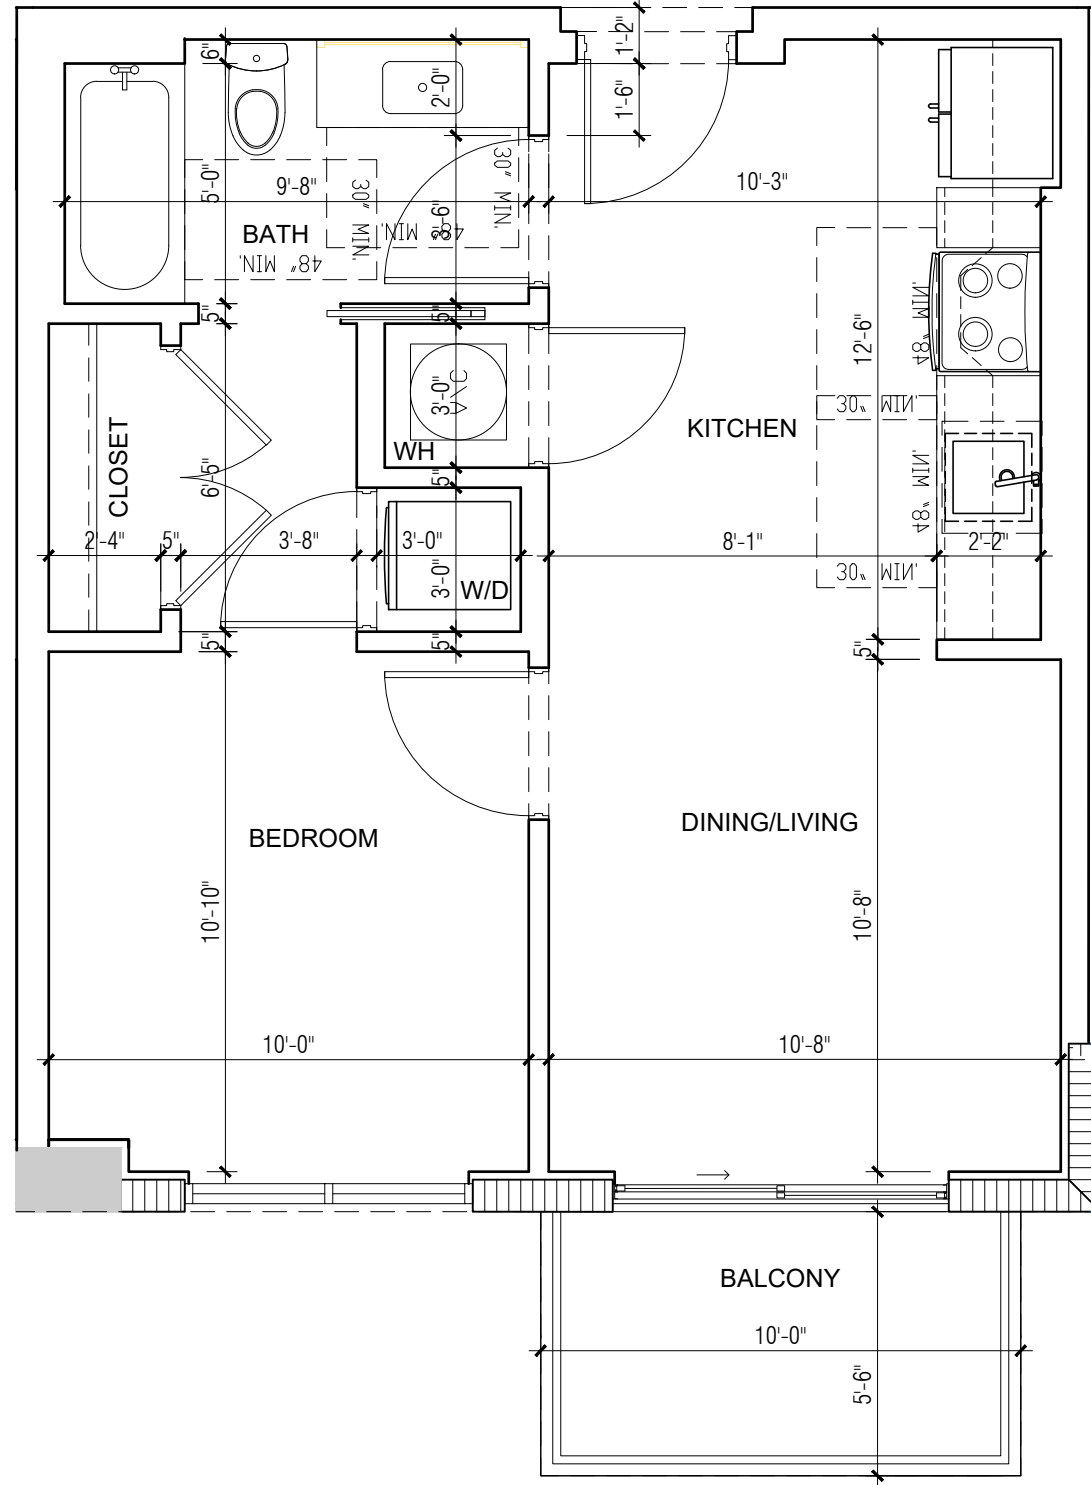 1'-2"
6"
2'-0"
1'-6"
30" MIN.
5'-0"
9'-8"
30" MIN.
10'-3"
3'-6"
48" MIN.
BATH
48" MIN.
5"
5"
12'-6"
48" MIN.
3'-0"
30" MIN.
CLOSET
KITCHEN
WH
6'-5"
5"
48" MIN.
2'-4"
5"
3'-8"
3'-0"
8'-1"
2'-2"
3'-0"
W/D
30" MIN.
5"
5"
5"
BEDROOM
DINING/LIVING
10'-10"
10'-8"
10'-0"
10'-8"
BALCONY
10'-0"
5'-6"